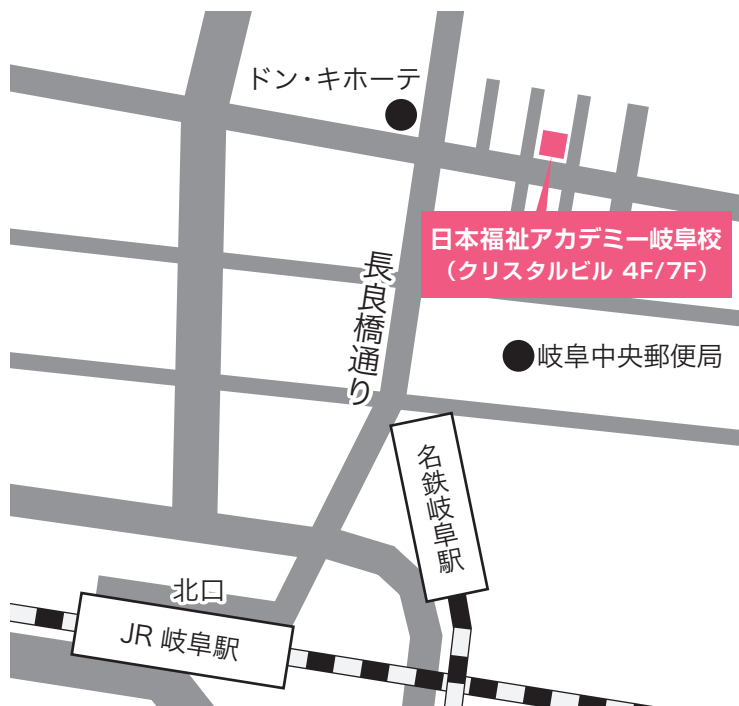 ドン・キホーテ
日本福祉アカデミー岐阜校
（クリスタルビル 4F/7F）
長良橋通り
岐阜中央郵便局
名鉄岐阜駅
北口
JR 岐阜駅